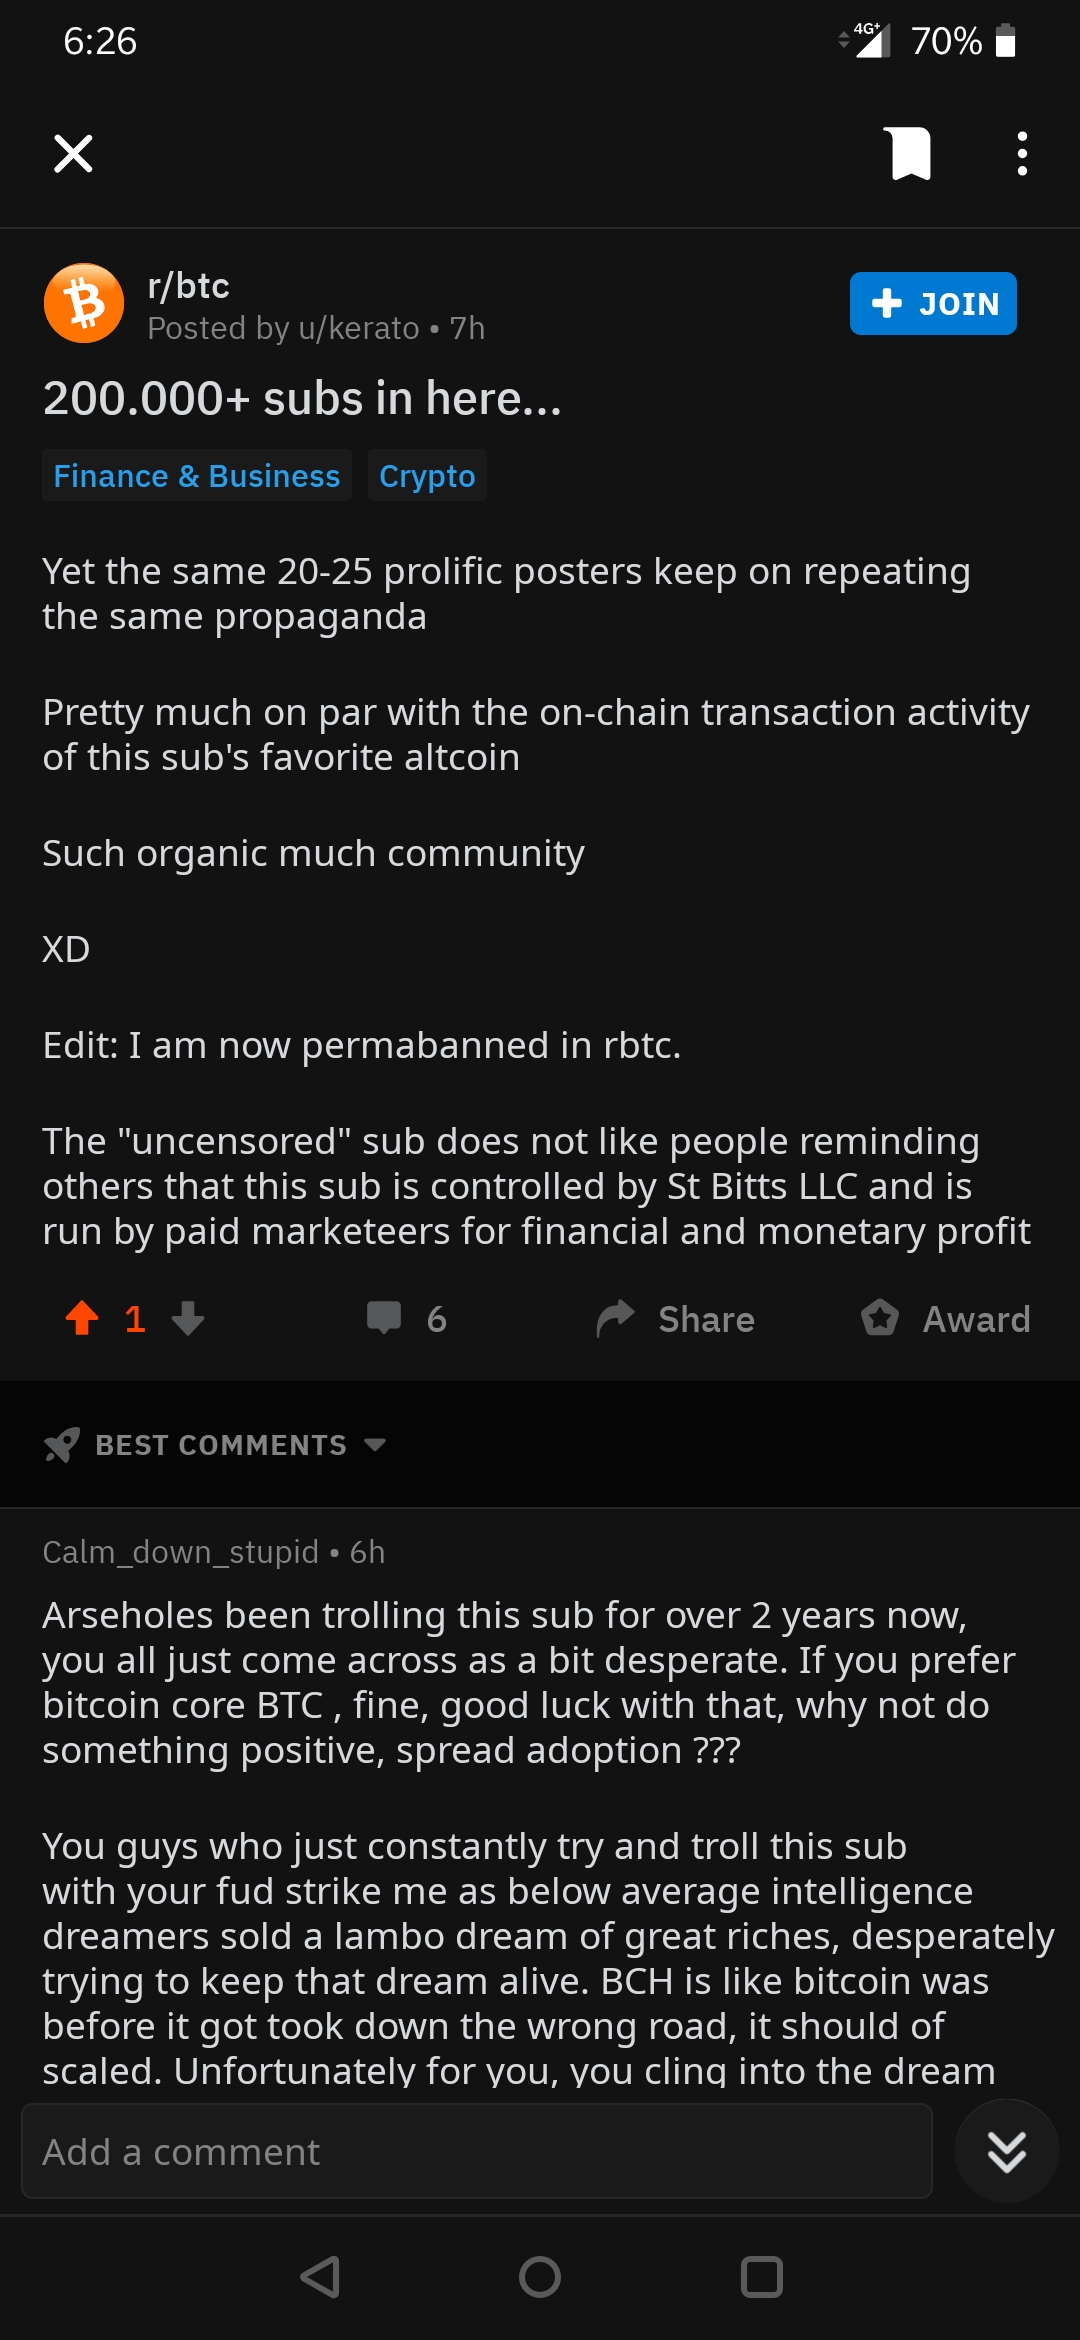 6:26
4G+ 70%
r/btc
Posted by u/kerato • 7h
JOIN
200.000+ subs in here...
Finance & Business Crypto
Yet the same 20-25 prolific posters keep on repeating
the same propaganda
Pretty much on par with the on-chain transaction activity
of this sub's favorite altcoin
Such organic much community
XD
Edit: I am now permabanned in rbtc.
The "uncensored" sub does not like people reminding
others that this sub is controlled by St Bitts LLC and is
run by paid marketeers for financial and monetary profit
1 6 Share Award
BEST COMMENTS
Calm_down_stupid • 6h
Arseholes been trolling this sub for over 2 years now,
you all just come across as a bit desperate. If you prefer
bitcoin core BTC , fine, good luck with that, why not do
something positive, spread adoption ???
You guys who just constantly try and troll this sub
with your fud strike me as below average intelligence
dreamers sold a lambo dream of great riches, desperately
trying to keep that dream alive. BCH is like bitcoin was
before it got took down the wrong road, it should of
scaled. Unfortunately for you, you cling into the dream
Add a comment